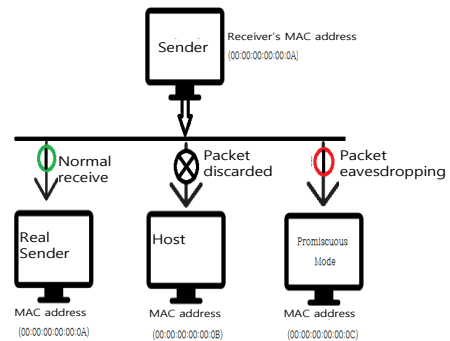 Sender
Receiver's MAC address
(00:00:00:00:00:0A)
Normal
receive
Packet
discarded
Packet
eavesdropping
Real
Sender
Host
Promiscuous
Mode
MAC address
(00:00:00:00:00:0A)
MAC address
(00:00:00:00:00:0B)
MAC address
(00:00:00:00:00:0C)